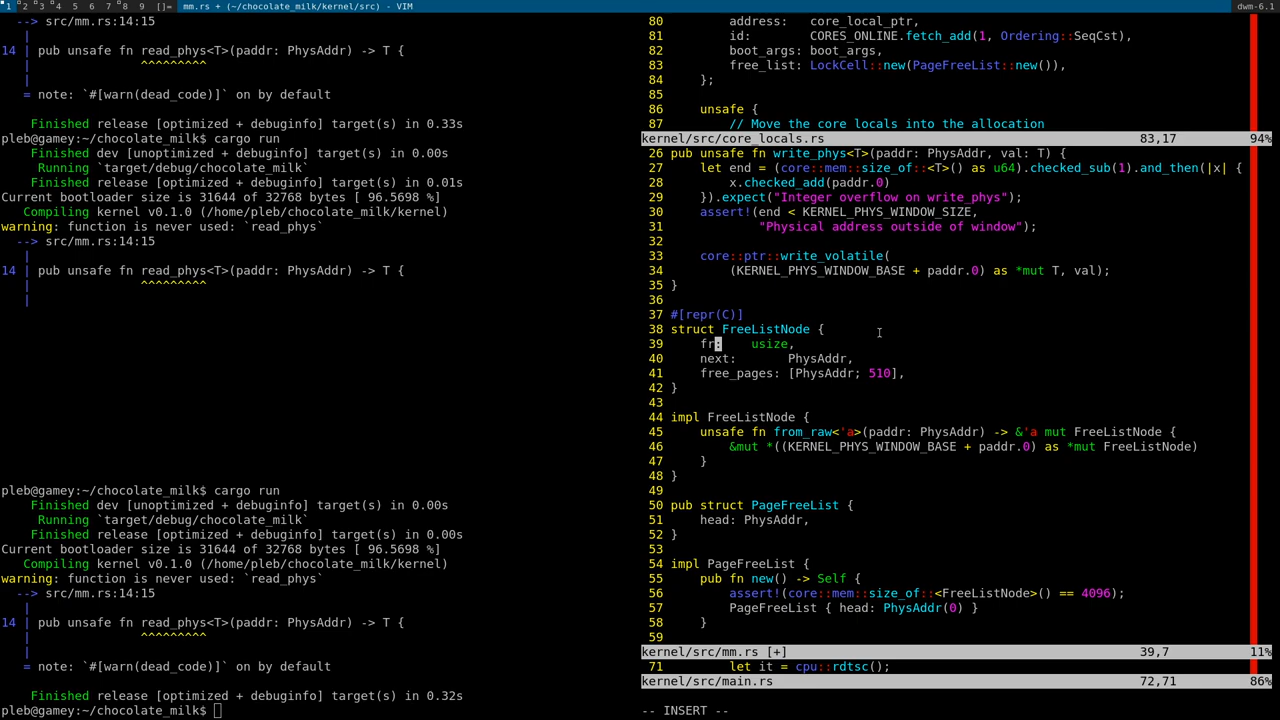 1 2 3 4 5 6 7 8 9 []= mm.rs + (~/chocolate_milk/kernel/src) - VIM dwm-6.1
--> src/mm.rs:14:15
|
14 | pub unsafe fn read_phys<T>(paddr: PhysAddr) -> T {
| ^^^^^^^^^
|
= note: `#[warn(dead_code)]` on by default
Finished release [optimized + debuginfo] target(s) in 0.33s
pleb@gamey:~/chocolate_milk$ cargo run
Finished dev [unoptimized + debuginfo] target(s) in 0.00s
Running `target/debug/chocolate_milk`
Finished release [optimized + debuginfo] target(s) in 0.01s
Current bootloader size is 31644 of 32768 bytes [ 96.5698 %]
Compiling kernel v0.1.0 (/home/pleb/chocolate_milk/kernel)
warning: function is never used: `read_phys`
--> src/mm.rs:14:15
|
14 | pub unsafe fn read_phys<T>(paddr: PhysAddr) -> T {
| ^^^^^^^^^
|
pleb@gamey:~/chocolate_milk$ cargo run
Finished dev [unoptimized + debuginfo] target(s) in 0.00s
Running `target/debug/chocolate_milk`
Finished release [optimized + debuginfo] target(s) in 0.00s
Current bootloader size is 31644 of 32768 bytes [ 96.5698 %]
Compiling kernel v0.1.0 (/home/pleb/chocolate_milk/kernel)
warning: function is never used: `read_phys`
--> src/mm.rs:14:15
|
14 | pub unsafe fn read_phys<T>(paddr: PhysAddr) -> T {
| ^^^^^^^^^
|
= note: `#[warn(dead_code)]` on by default
Finished release [optimized + debuginfo] target(s) in 0.32s
pleb@gamey:~/chocolate_milk$
80 address: core_local_ptr,
81 id: CORES_ONLINE.fetch_add(1, Ordering::SeqCst),
82 boot_args: boot_args,
83 free_list: LockCell::new(PageFreeList::new()),
84 };
85
86 unsafe {
87 // Move the core locals into the allocation
kernel/src/core_locals.rs 83,17 94%
26 pub unsafe fn write_phys<T>(paddr: PhysAddr, val: T) {
27 let end = (core::mem::size_of::<T>() as u64).checked_sub(1).and_then(|x| {
28 x.checked_add(paddr.0)
29 }).expect("Integer overflow on write_phys");
30 assert!(end < KERNEL_PHYS_WINDOW_SIZE,
31 "Physical address outside of window");
32
33 core::ptr::write_volatile(
34 (KERNEL_PHYS_WINDOW_BASE + paddr.0) as *mut T, val);
35 }
36
37 #[repr(C)]
38 struct FreeListNode {
39 fr: usize,
40 next: PhysAddr,
41 free_pages: [PhysAddr; 510],
42 }
43
44 impl FreeListNode {
45 unsafe fn from_raw<'a>(paddr: PhysAddr) -> &'a mut FreeListNode {
46 &mut *((KERNEL_PHYS_WINDOW_BASE + paddr.0) as *mut FreeListNode)
47 }
48 }
49
50 pub struct PageFreeList {
51 head: PhysAddr,
52 }
53
54 impl PageFreeList {
55 pub fn new() -> Self {
56 assert!(core::mem::size_of::<FreeListNode>() == 4096);
57 PageFreeList { head: PhysAddr(0) }
58 }
59
kernel/src/mm.rs [+] 39,7 11%
71 let it = cpu::rdtsc();
kernel/src/main.rs 72,71 86%
-- INSERT --